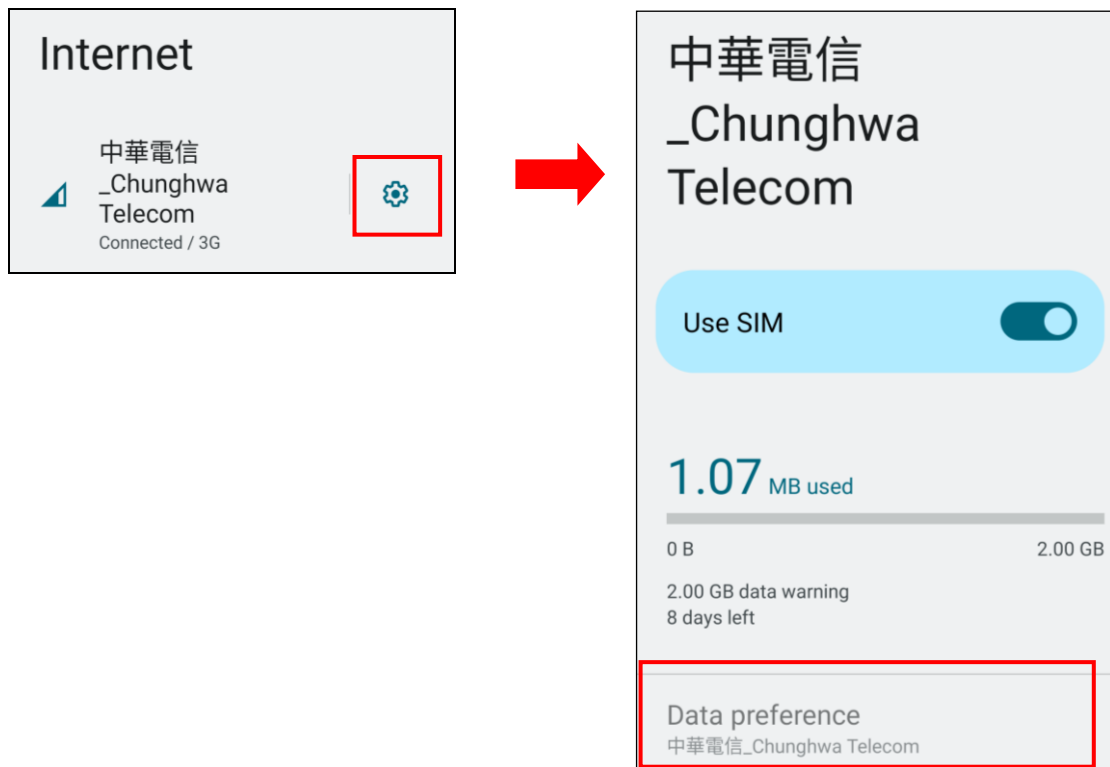 Internet
中華電信
_Chunghwa
Telecom
Connected / 3G
中華電信
_Chunghwa
Telecom
Use SIM
1.07 MB used
0 B 2.00 GB
2.00 GB data warning
8 days left
Data preference
中華電信_Chunghwa Telecom